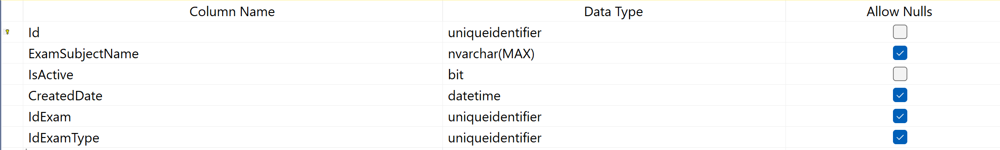 Column Name Data Type Allow Nulls
Id uniqueidentifier
ExamSubjectName nvarchar(MAX)
IsActive bit
CreatedDate datetime
IdExam uniqueidentifier
IdExamType uniqueidentifier